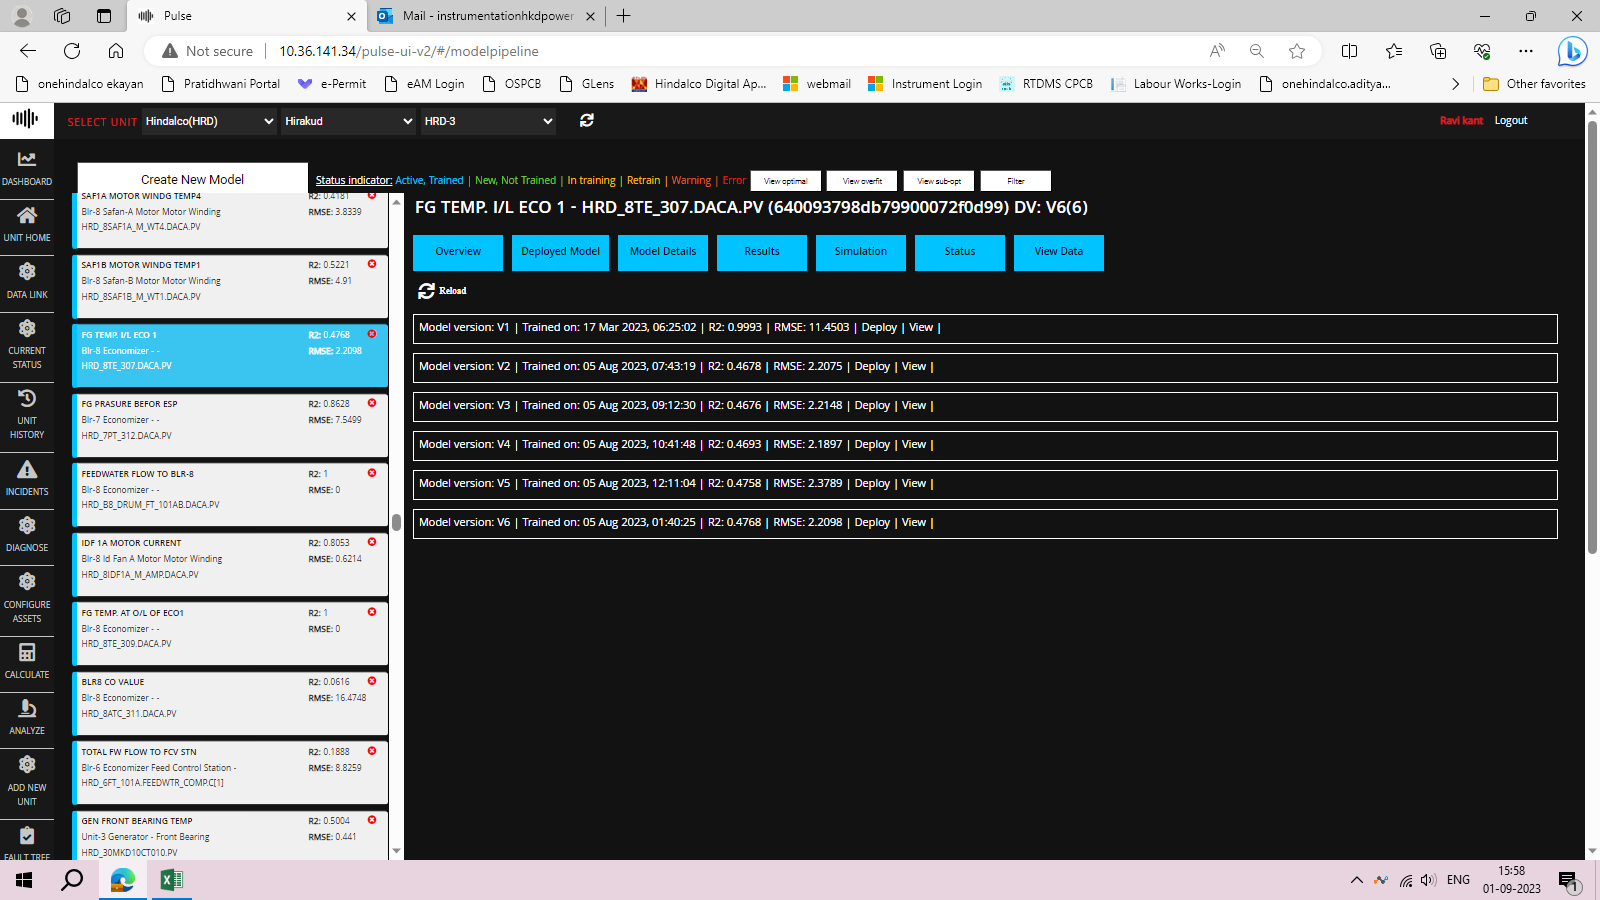 Pulse
Mail - instrumentationhkdpower
Not secure
10.36.141.34/pulse-ui-v2/#/modelpipeline
onehindalco ekayan
Pratidhwani Portal
e-Permit
eAM Login
OSPCB
GLens
Hindalco Digital Ap...
webmail
Instrument Login
RTDMS CPCB
Labour Works-Login
onehindalco.aditya...
Other favorites
SELECT UNIT
Hindalco(HRD)
Hirakud
HRD-3
Ravi kant
Logout
DASHBOARD
UNIT HOME
DATA LINK
CURRENT
STATUS
UNIT
HISTORY
INCIDENTS
DIAGNOSE
CONFIGURE
ASSETS
CALCULATE
ANALYZE
ADD NEW
UNIT
FAULT TREE
Create New Model
Status indicator: Active, Trained | New, Not Trained | In training | Retrain | Warning | Error
View optimal
View overfit
View sub-opt
Filter
SAF1A MOTOR WINDG TEMP4
R2: 0.4181
Blr-8 Safan-A Motor Motor Winding
RMSE: 3.8339
HRD_8SAF1A_M_WT4.DACA.PV
SAF1B MOTOR WINDG TEMP1
R2: 0.5221
Blr-8 Safan-B Motor Motor Winding
RMSE: 4.91
HRD_8SAF1B_M_WT1.DACA.PV
FG TEMP. I/L ECO 1
R2: 0.4768
Blr-8 Economizer - -
RMSE: 2.2098
HRD_8TE_307.DACA.PV
FG PRASURE BEFOR ESP
R2: 0.8628
Blr-7 Economizer - -
RMSE: 7.5499
HRD_7PT_312.DACA.PV
FEEDWATER FLOW TO BLR-8
R2: 1
Blr-8 Economizer - -
RMSE: 0
HRD_B8_DRUM_FT_101AB.DACA.PV
IDF 1A MOTOR CURRENT
R2: 0.8053
Blr-8 Id Fan A Motor Motor Winding
RMSE: 0.6214
HRD_8IDF1A_M_AMP.DACA.PV
FG TEMP. AT O/L OF ECO1
R2: 1
Blr-8 Economizer - -
RMSE: 0
HRD_8TE_309.DACA.PV
BLR8 CO VALUE
R2: 0.0616
Blr-8 Economizer - -
RMSE: 16.4748
HRD_8ATC_311.DACA.PV
TOTAL FW FLOW TO FCV STN
R2: 0.1888
Blr-6 Economizer Feed Control Station -
RMSE: 8.8259
HRD_6FT_101A.FEEDWTR_COMP.C[1]
GEN FRONT BEARING TEMP
R2: 0.5004
Unit-3 Generator - Front Bearing
RMSE: 0.441
HRD_30MKD10CT010.PV
FG TEMP. I/L ECO 1 - HRD_8TE_307.DACA.PV (640093798db79900072f0d99) DV: V6(6)
Overview
Deployed Model
Model Details
Results
Simulation
Status
View Data
Reload
Model version: V1 | Trained on: 17 Mar 2023, 06:25:02 | R2: 0.9993 | RMSE: 11.4503 | Deploy | View |
Model version: V2 | Trained on: 05 Aug 2023, 07:43:19 | R2: 0.4678 | RMSE: 2.2075 | Deploy | View |
Model version: V3 | Trained on: 05 Aug 2023, 09:12:30 | R2: 0.4676 | RMSE: 2.2148 | Deploy | View |
Model version: V4 | Trained on: 05 Aug 2023, 10:41:48 | R2: 0.4693 | RMSE: 2.1897 | Deploy | View |
Model version: V5 | Trained on: 05 Aug 2023, 12:11:04 | R2: 0.4758 | RMSE: 2.3789 | Deploy | View |
Model version: V6 | Trained on: 05 Aug 2023, 01:40:25 | R2: 0.4768 | RMSE: 2.2098 | Deploy | View |
ENG
15:58
01-09-2023
1